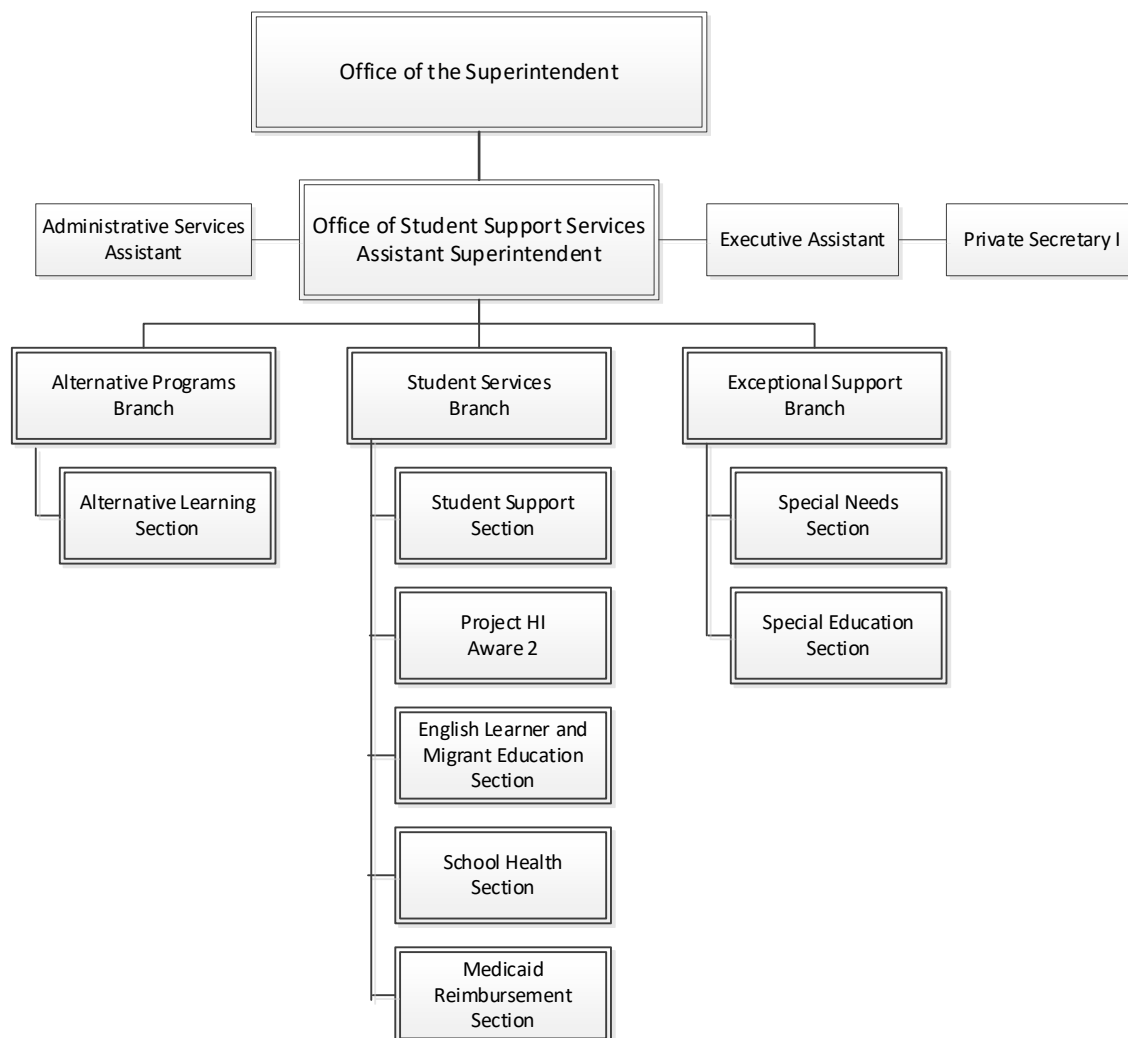 Office of the Superintendent
Administrative Services
Assistant
Office of Student Support Services
Assistant Superintendent
Executive Assistant
Private Secretary I
Alternative Programs
Branch
Student Services
Branch
Exceptional Support
Branch
Alternative Learning
Section
Student Support
Section
Special Needs
Section
Project HI
Aware 2
Special Education
Section
English Learner and
Migrant Education
Section
School Health
Section
Medicaid
Reimbursement
Section